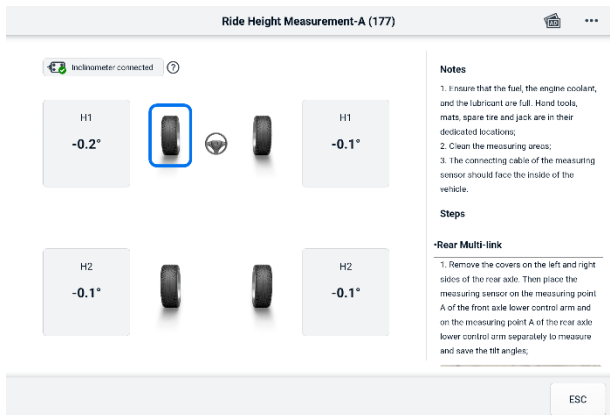 Ride Height Measurement-A (177)
AD
Inclinometer connected
?
H1
-0.2°
H1
-0.1°
H2
-0.1°
H2
-0.1°
Notes
1. Ensure that the fuel, the engine coolant,
and the lubricant are full. Hand tools,
mats, spare tire and jack are in their
dedicated locations;
2. Clean the measuring areas;
3. The connecting cable of the measuring
sensor should face the inside of the
vehicle.
Steps
•Rear Multi-link
1. Remove the covers on the left and right
sides of the rear axle. Then place the
measuring sensor on the measuring point
A of the front axle lower control arm and
on the measuring point A of the rear axle
lower control arm separately to measure
and save the tilt angles;
ESC